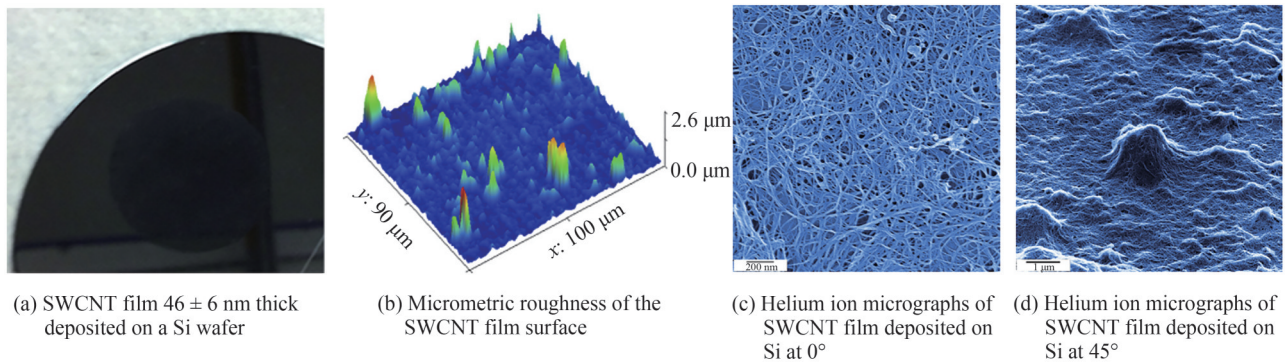 2.6 μm
0.0 μm
y: 90 μm
x: 100 μm
200 nm
1 μm
(a) SWCNT film 46 ± 6 nm thick
deposited on a Si wafer
(b) Micrometric roughness of the
SWCNT film surface
(c) Helium ion micrographs of
SWCNT film deposited on
Si at 0°
(d) Helium ion micrographs of
SWCNT film deposited on
Si at 45°